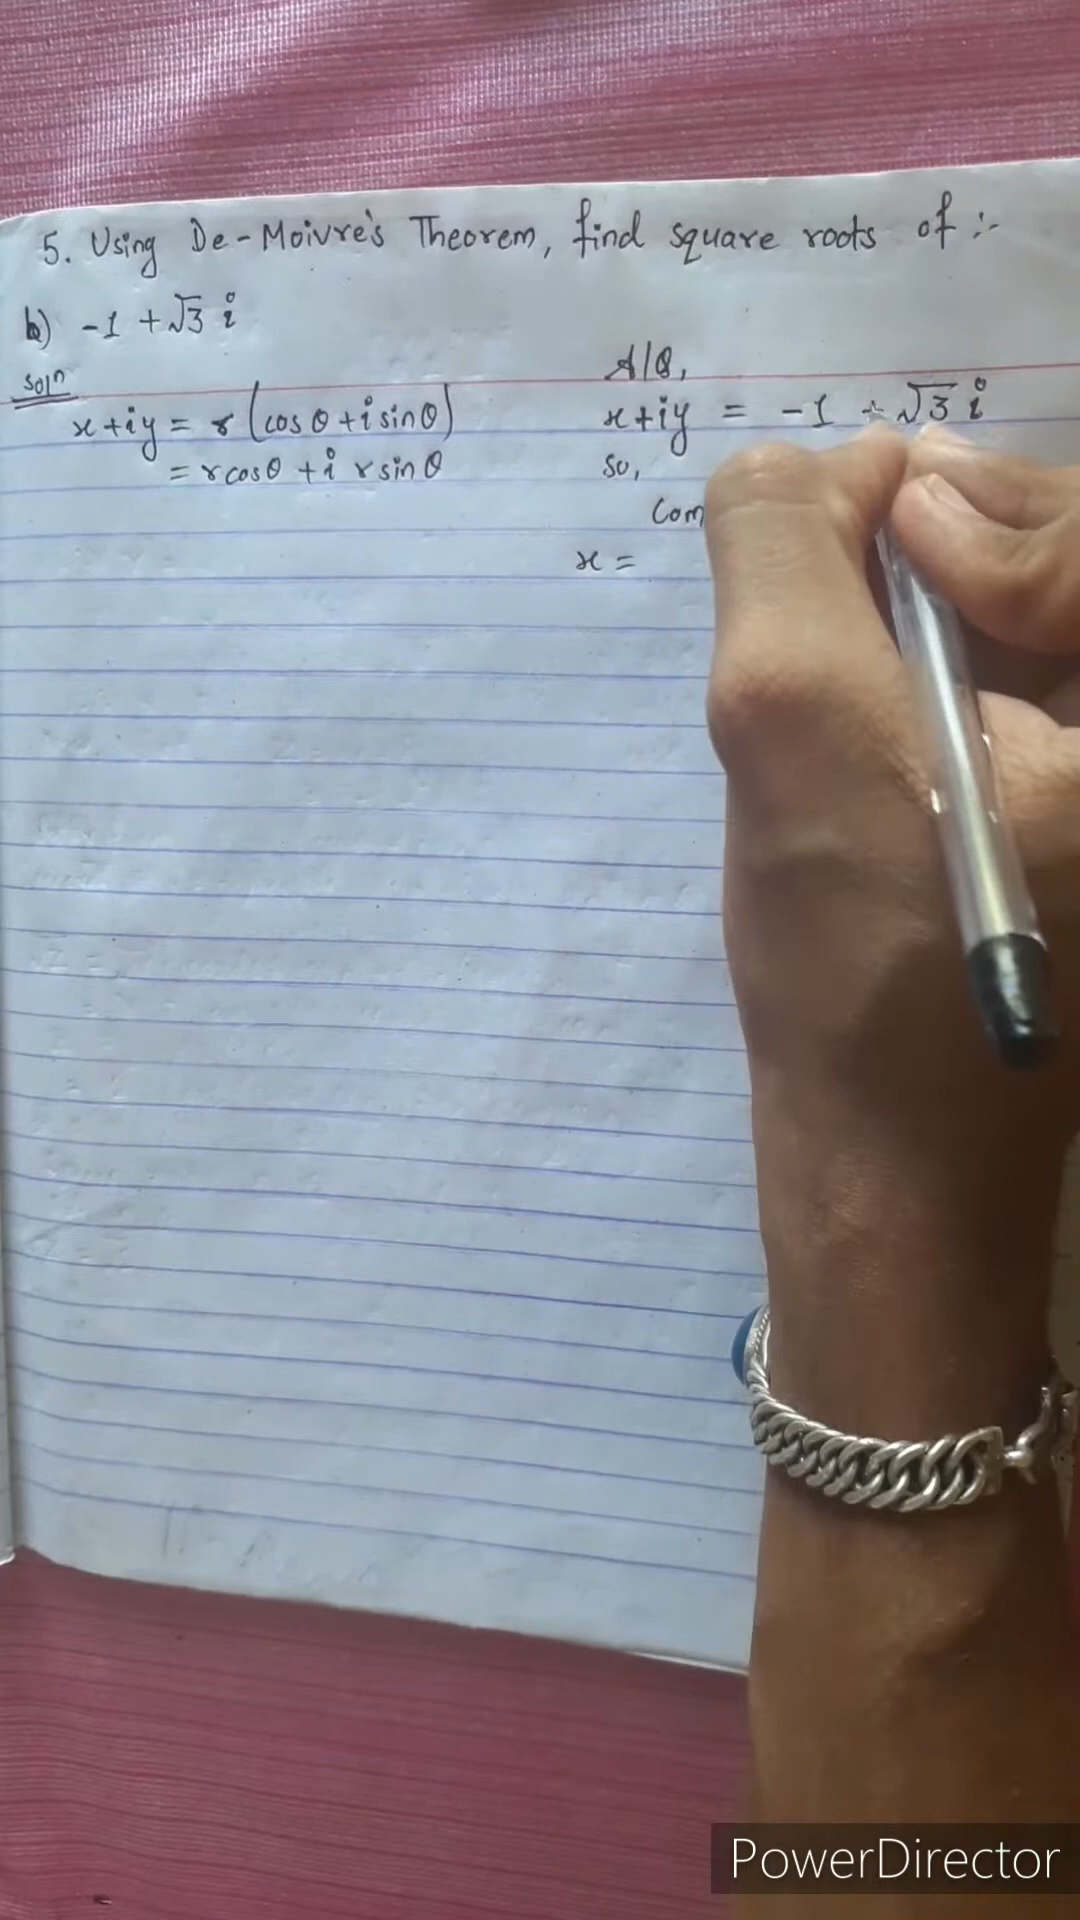 5. Using De-Moivre's Theorem, find square roots of :-
b) -1 + √3 i
Solⁿ
x+iy = r (cos θ + i sin θ)
= r cos θ + i r sin θ
A/Q,
x+iy = -1 + √3 i
so,
Com
x =
PowerDirector